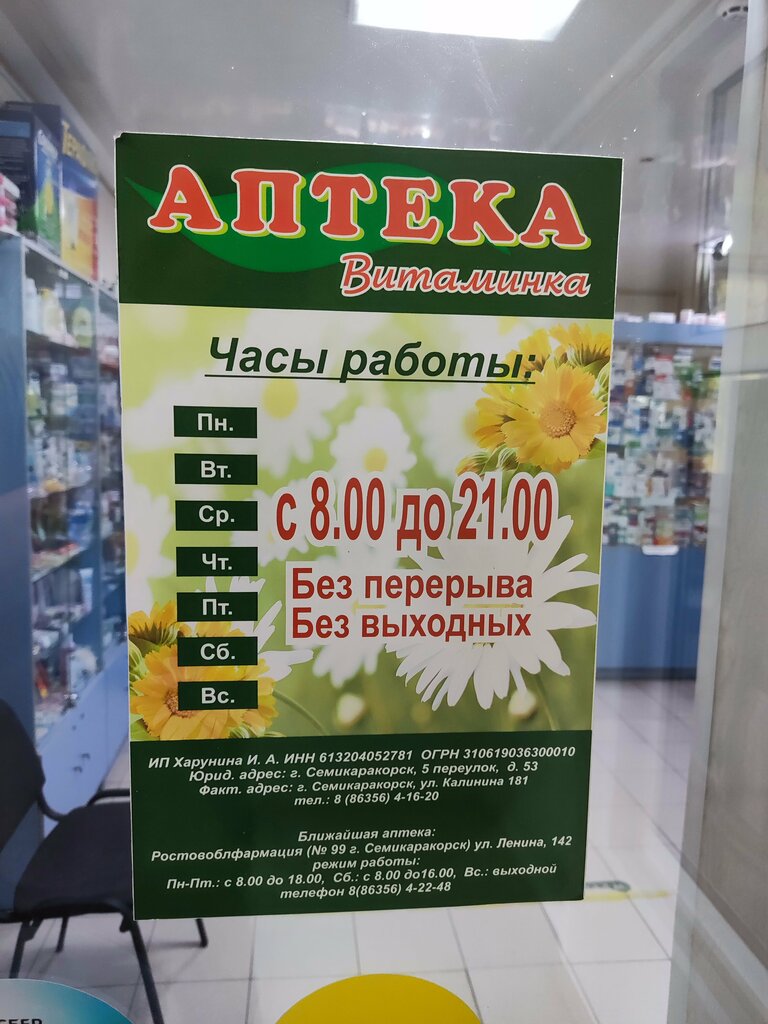 АПТЕКА
Витаминка
Часы работы:
Пн.
Вт.
Ср.
Чт.
Пт.
Сб.
Вс.
с 8.00 до 21.00
Без перерыва
Без выходных
ИП Харунина И. А. ИНН 613204052781 ОГРН 310619036300010
Юрид. адрес: г. Семикаракорск, 5 переулок, д. 53
Факт. адрес: г. Семикаракорск, ул. Калинина 181
тел.: 8 (86356) 4-16-20
Ближайшая аптека:
Ростовоблфармация (№ 99 г. Семикаракорск) ул. Ленина, 142
режим работы:
Пн-Пт.: с 8.00 до 18.00, Сб.: с 8.00 до16.00, Вс.: выходной
телефон 8(86356) 4-22-48